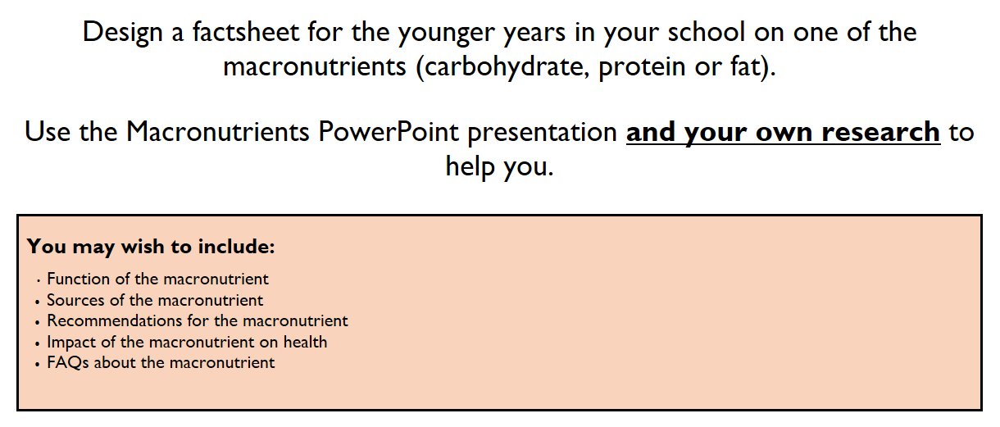 Design a factsheet for the younger years in your school on one of the
macronutrients (carbohydrate, protein or fat).
Use the Macronutrients PowerPoint presentation and your own research to
help you.
You may wish to include:
• Function of the macronutrient
• Sources of the macronutrient
• Recommendations for the macronutrient
• Impact of the macronutrient on health
• FAQs about the macronutrient